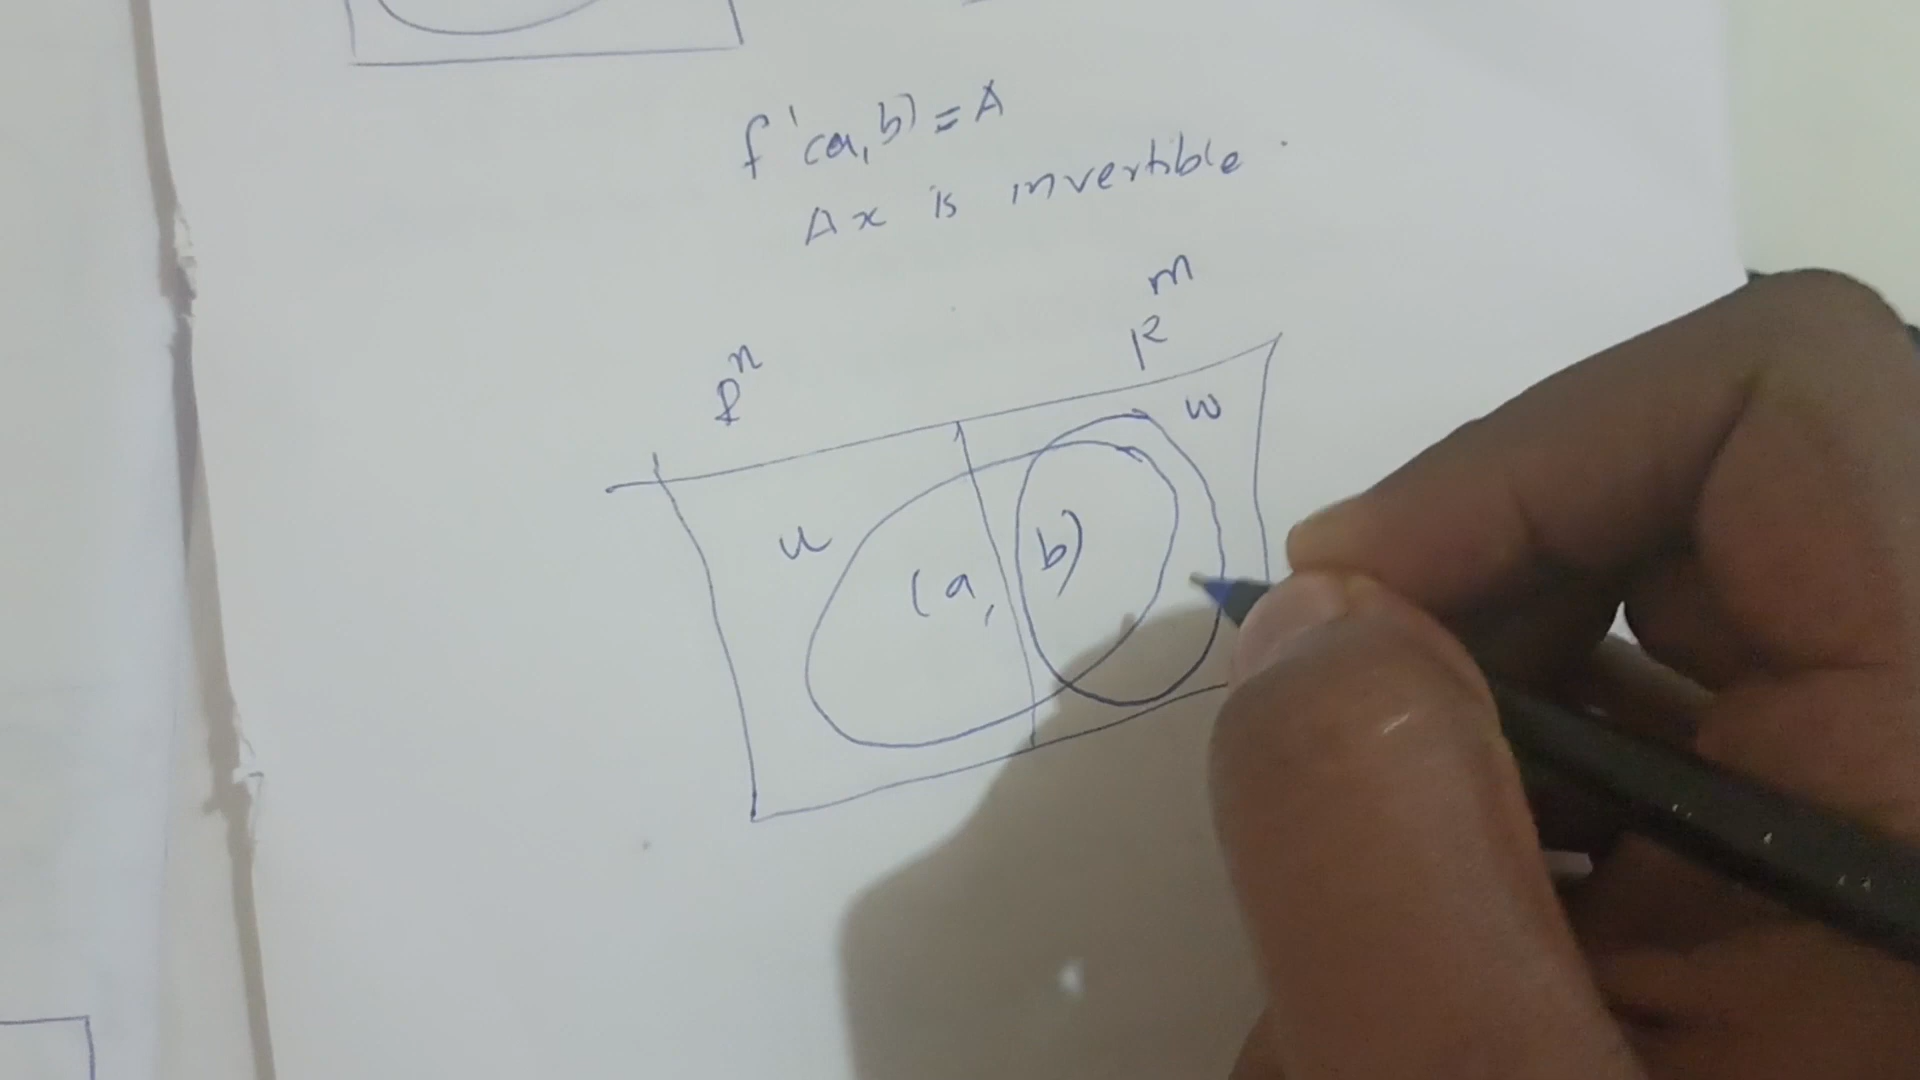 f'(a,b) = A
Ax is invertible.
R^n R^m
u w
(a, b)